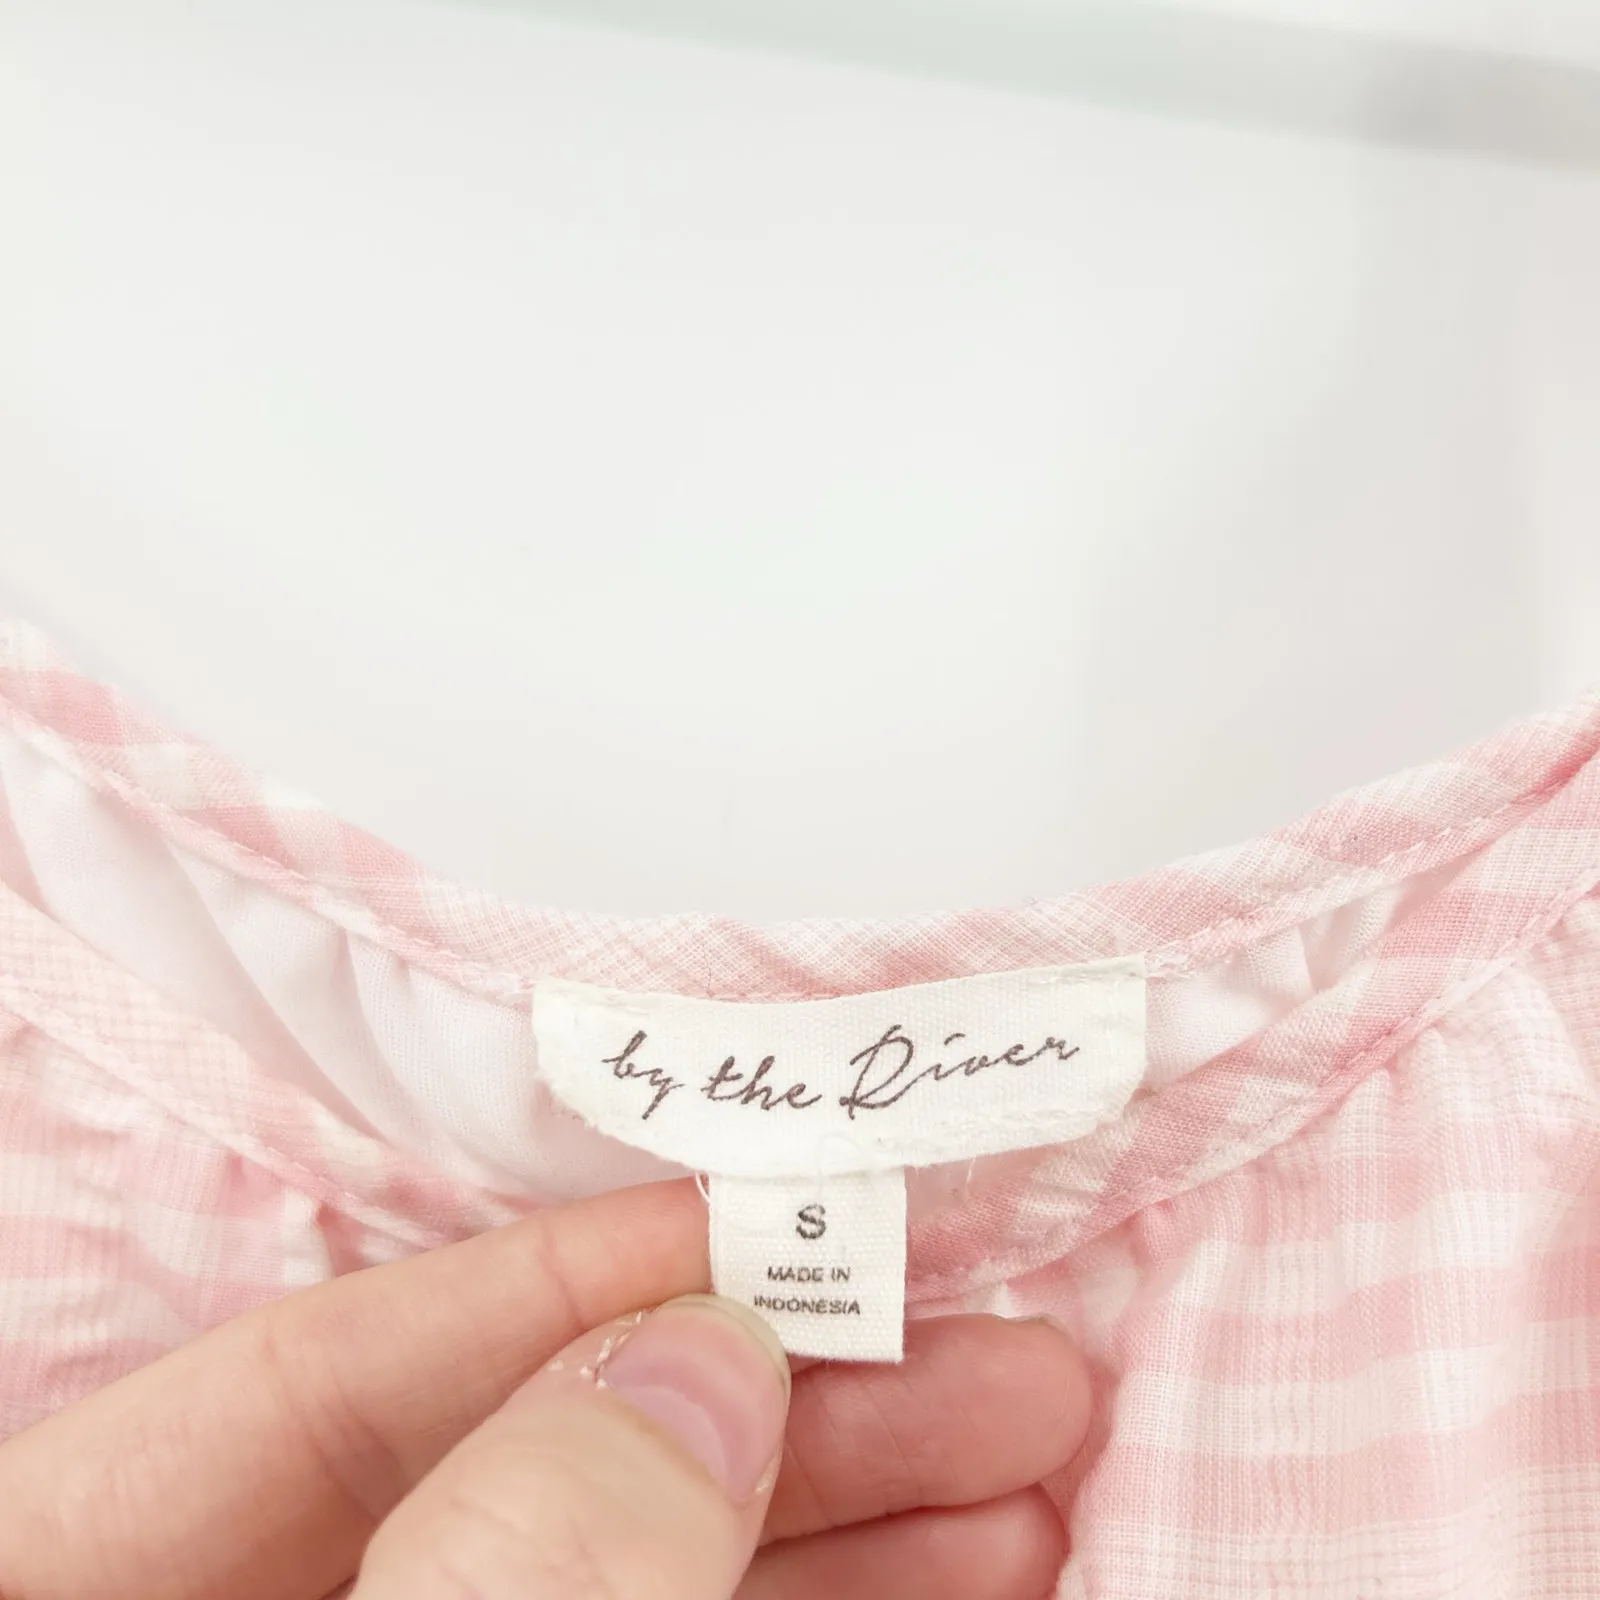 by the River
S
MADE IN
INDONESIA